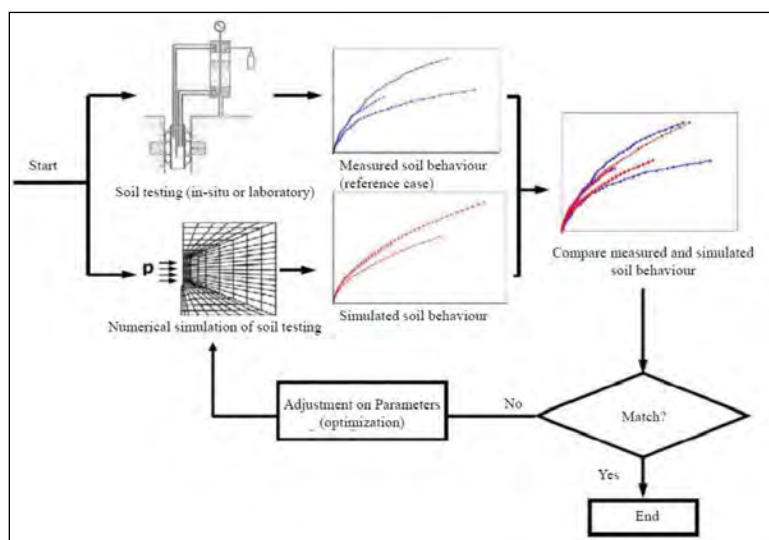 Start
Soil testing (in-situ or laboratory)
Measured soil behaviour
(reference case)
p
Numerical simulation of soil testing
Simulated soil behaviour
Compare measured and simulated
soil behaviour
Adjustment on Parameters
(optimization)
No
Match?
Yes
End